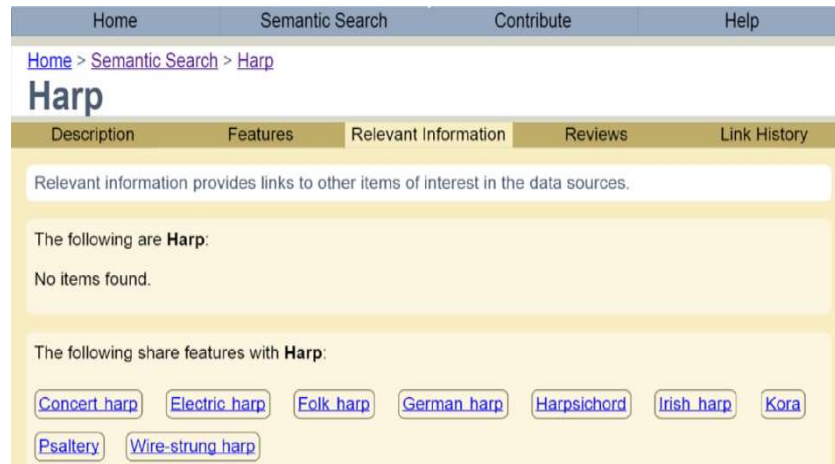 Home Semantic Search Contribute Help
Home > Semantic Search > Harp
Harp
Description Features Relevant Information Reviews Link History
Relevant information provides links to other items of interest in the data sources.
The following are Harp:
No items found.
The following share features with Harp:
Concert harp Electric harp Folk harp German harp Harpsichord Irish harp Kora
Psaltery Wire-strung harp